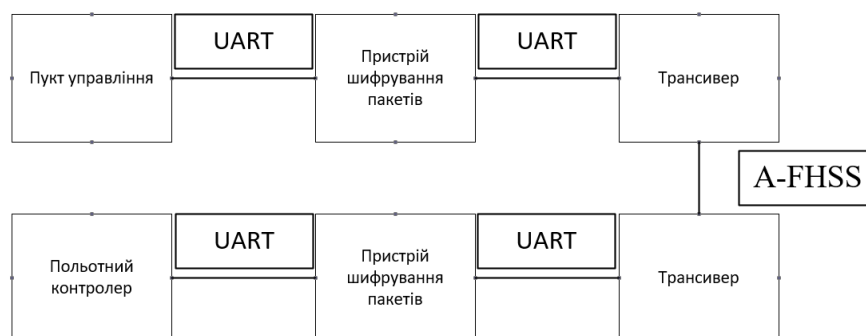 UART
UART
Пукт управління
Пристрій
шифрування
пакетів
Трансивер
A-FHSS
UART
UART
Польотний
контролер
Пристрій
шифрування
пакетів
Трансивер